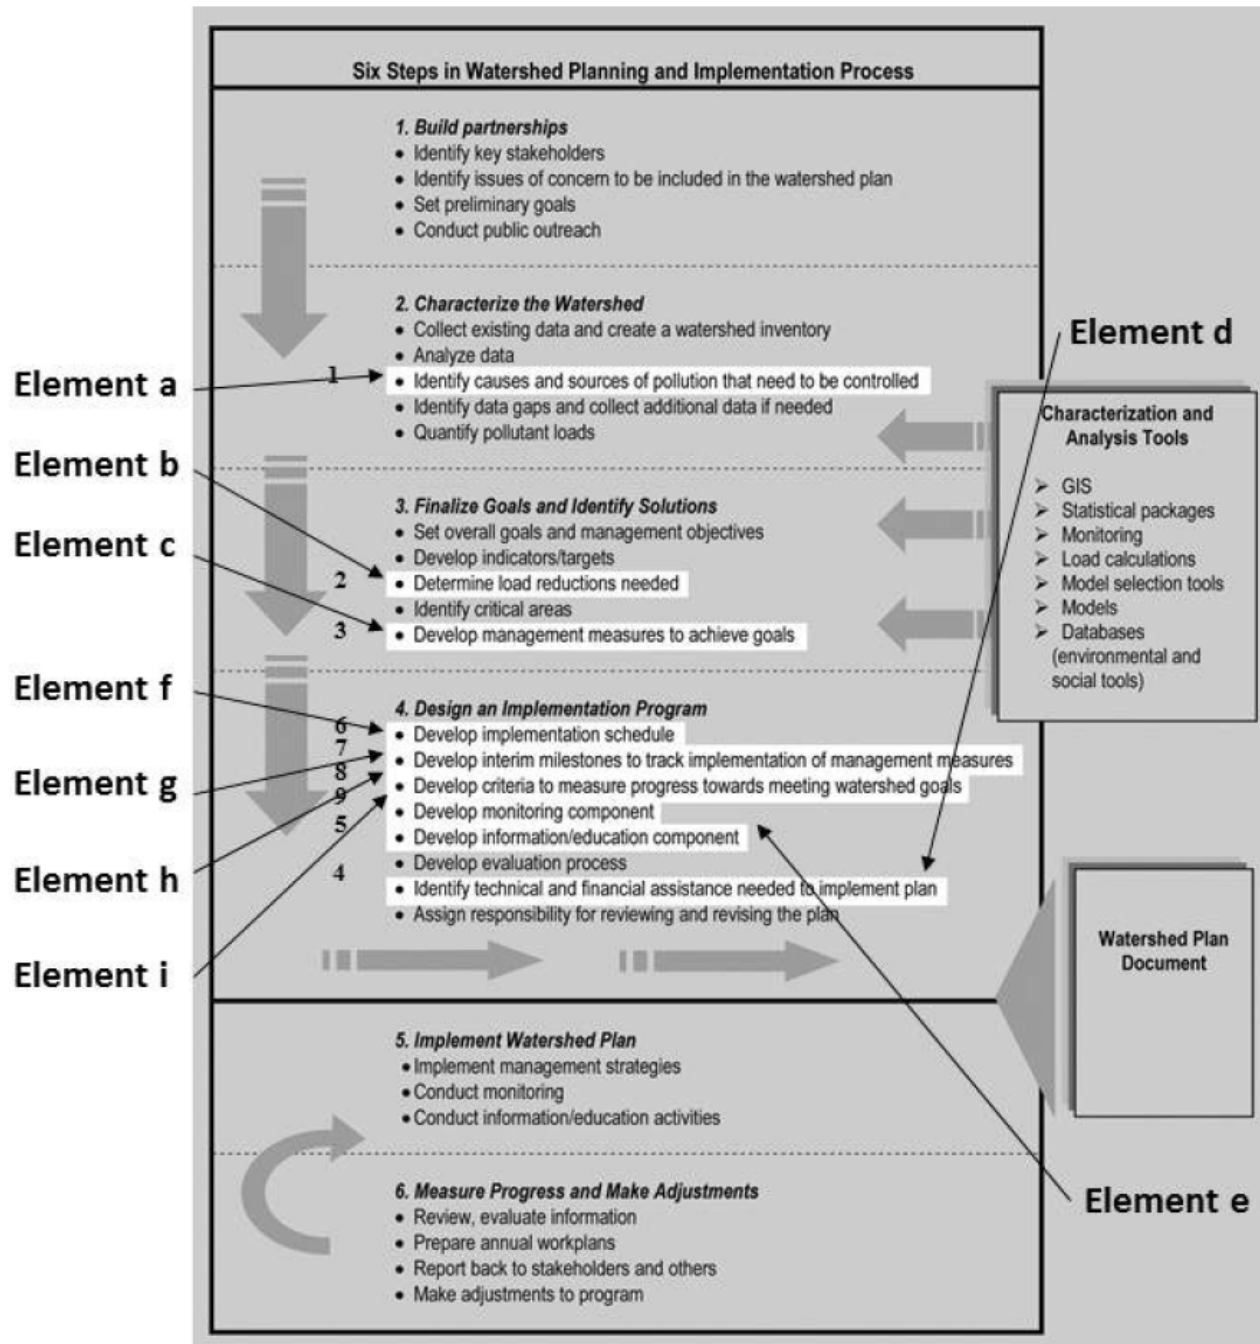 Six Steps in Watershed Planning and Implementation Process
1. Build partnerships
• Identify key stakeholders
• Identify issues of concern to be included in the watershed plan
• Set preliminary goals
• Conduct public outreach
2. Characterize the Watershed
• Collect existing data and create a watershed inventory
• Analyze data
Element a
1
• Identify causes and sources of pollution that need to be controlled
• Identify data gaps and collect additional data if needed
• Quantify pollutant loads
Element d
Characterization and
Analysis Tools
➢ GIS
➢ Statistical packages
➢ Monitoring
➢ Load calculations
➢ Model selection tools
➢ Models
➢ Databases
(environmental and
social tools)
Element b
3. Finalize Goals and Identify Solutions
• Set overall goals and management objectives
Element c
• Develop indicators/targets
2
• Determine load reductions needed
• Identify critical areas
3
• Develop management measures to achieve goals
Element f
4. Design an Implementation Program
6
• Develop implementation schedule
7
• Develop interim milestones to track implementation of management measures
8
Element g
• Develop criteria to measure progress towards meeting watershed goals
9
• Develop monitoring component
5
• Develop information/education component
• Develop evaluation process
Element h
4
• Identify technical and financial assistance needed to implement plan
• Assign responsibility for reviewing and revising the plan
Element i
Watershed Plan
Document
5. Implement Watershed Plan
• Implement management strategies
• Conduct monitoring
• Conduct information/education activities
6. Measure Progress and Make Adjustments
Element e
• Review, evaluate information
• Prepare annual workplans
• Report back to stakeholders and others
• Make adjustments to program